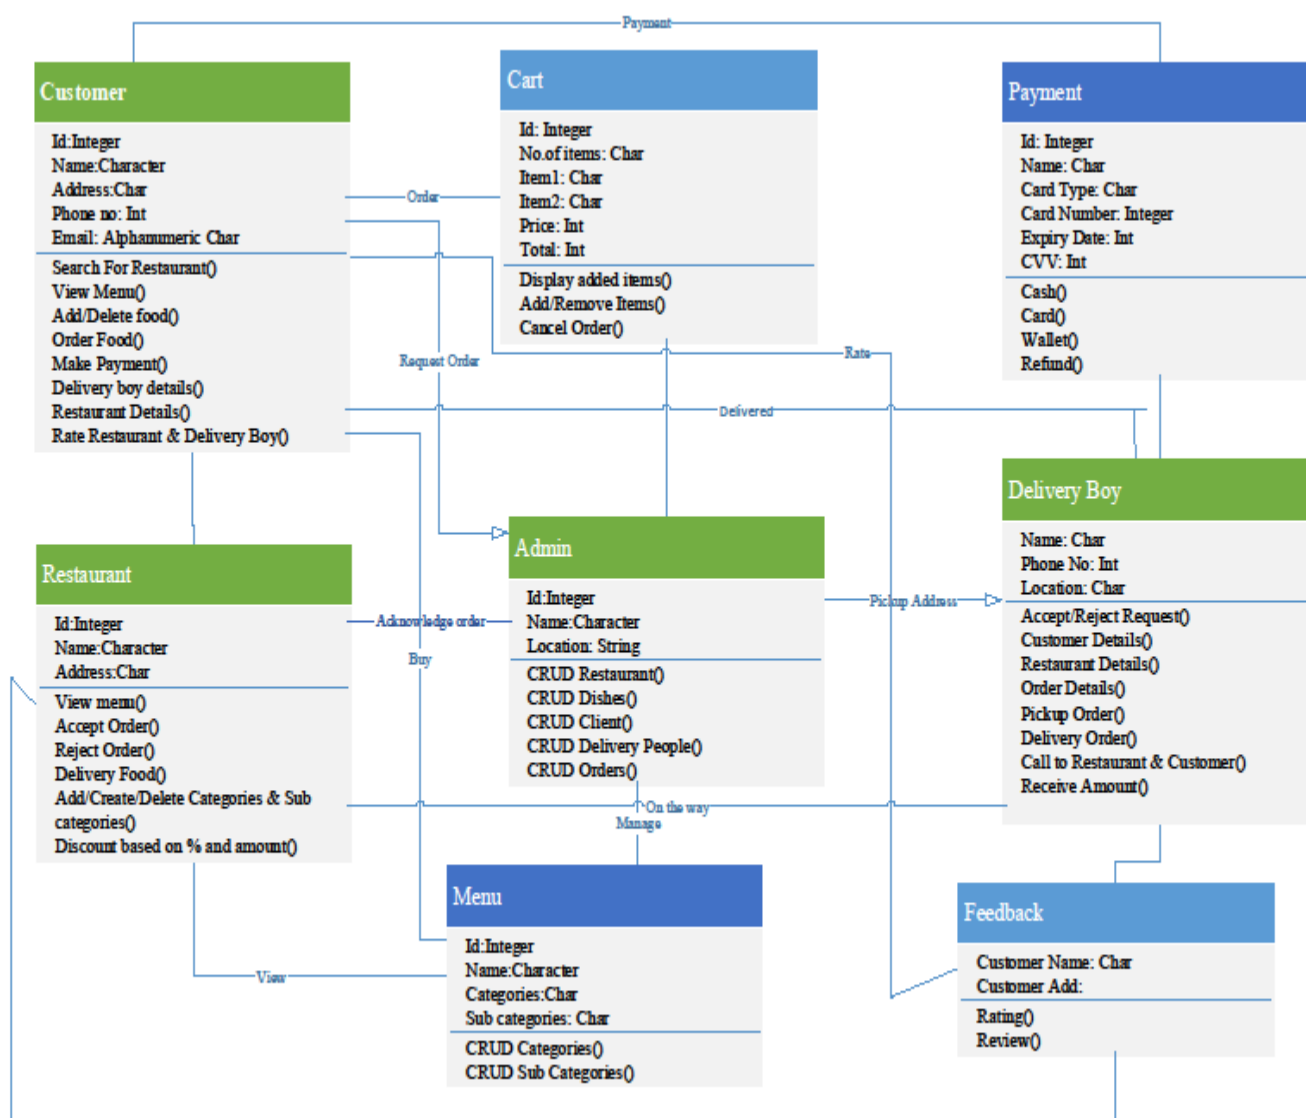 Payment
Customer
Id:Integer
Name:Character
Address:Char
Phone no: Int
Email: Alphanumeric Char
Search For Restaurant()
View Menu()
Add/Delete food()
Order Food()
Make Payment()
Delivery boy details()
Restaurant Details()
Rate Restaurant & Delivery Boy()
Order
Cart
Id: Integer
No.of items: Char
Item1: Char
Item2: Char
Price: Int
Total: Int
Display added items()
Add/Remove Items()
Cancel Order()
Payment
Id: Integer
Name: Char
Card Type: Char
Card Number: Integer
Expiry Date: Int
CVV: Int
Cash()
Card()
Wallet()
Refund()
Request Order
Rate
Delivered
Restaurant
Id:Integer
Name:Character
Address:Char
View menu()
Accept Order()
Reject Order()
Delivery Food()
Add/Create/Delete Categories & Sub
categories()
Discount based on % and amount()
Acknowledge order
Buy
Admin
Id:Integer
Name:Character
Location: String
CRUD Restaurant()
CRUD Dishes()
CRUD Client()
CRUD Delivery People()
CRUD Orders()
Pickup Address
Delivery Boy
Name: Char
Phone No: Int
Location: Char
Accept/Reject Request()
Customer Details()
Restaurant Details()
Order Details()
Pickup Order()
Delivery Order()
Call to Restaurant & Customer()
Receive Amount()
On the way
Manage
View
Menu
Id:Integer
Name:Character
Categories:Char
Sub categories: Char
CRUD Categories()
CRUD Sub Categories()
Feedback
Customer Name: Char
Customer Add:
Rating()
Review()